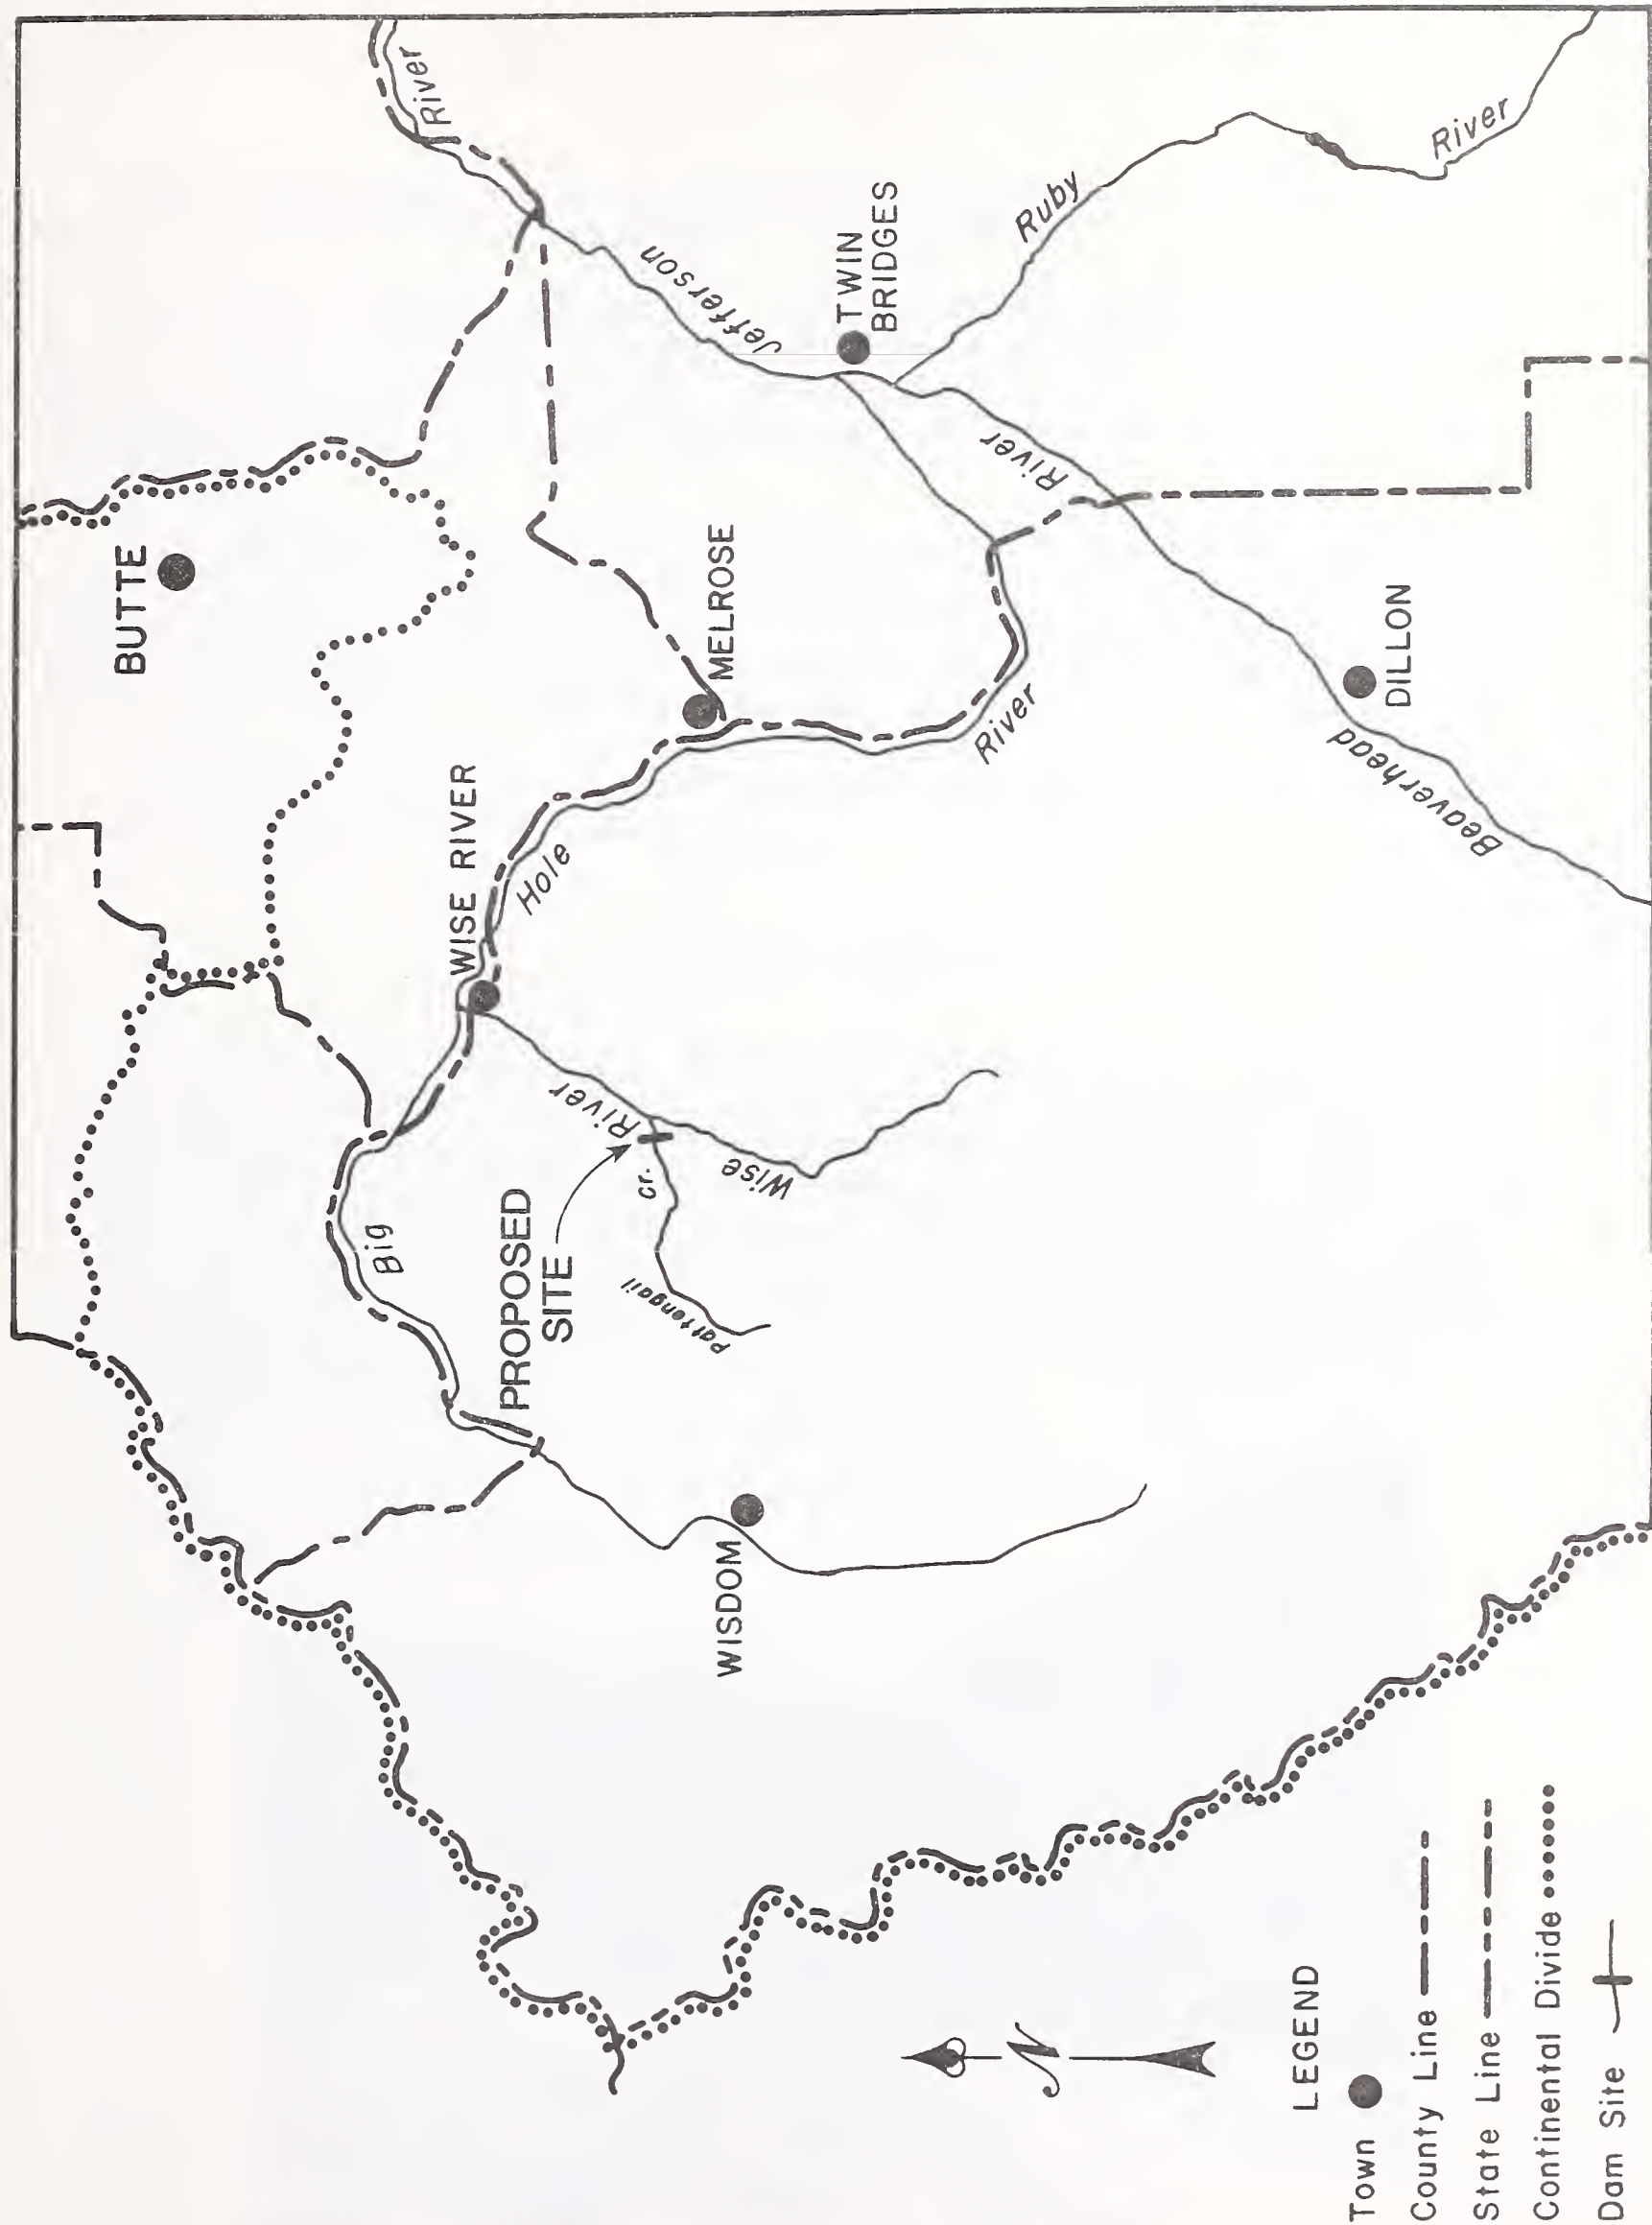 BUTTE
River
Jefferson
TWIN
BRIDGES
Ruby
River
MELROSE
River
DILLON
Beaverhead
River
WISE RIVER
Hole
Big
River
Wise
PROPOSED
SITE
Cr.
Pattengail
WISDOM
N
LEGEND
Town
County Line
State Line
Continental Divide
Dam Site